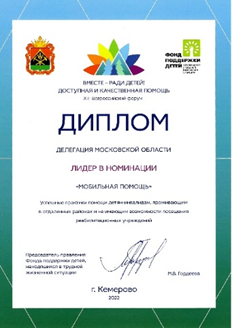 ВМЕСТЕ - РАДИ ДЕТЕЙ!
ДОСТУПНАЯ И КАЧЕСТВЕННАЯ ПОМОЩЬ
Всероссийский форум
ФОНД
ПОДДЕРЖКИ
ДЕТЕЙ
ДИПЛОМ
ДЕЛЕГАЦИЯ МОСКОВСКОЙ ОБЛАСТИ
ЛИДЕР В НОМИНАЦИИ
«МОБИЛЬНАЯ ПОМОЩЬ»
Успешные практики помощи детям-инвалидам, проживающим
в отдаленных районах и не имеющим возможности посещения
реабилитационных учреждений
Председатель правления
Фонда поддержки детей,
находящихся в трудной
жизненной ситуации
М.В. Гордеева
г. Кемерово
2022